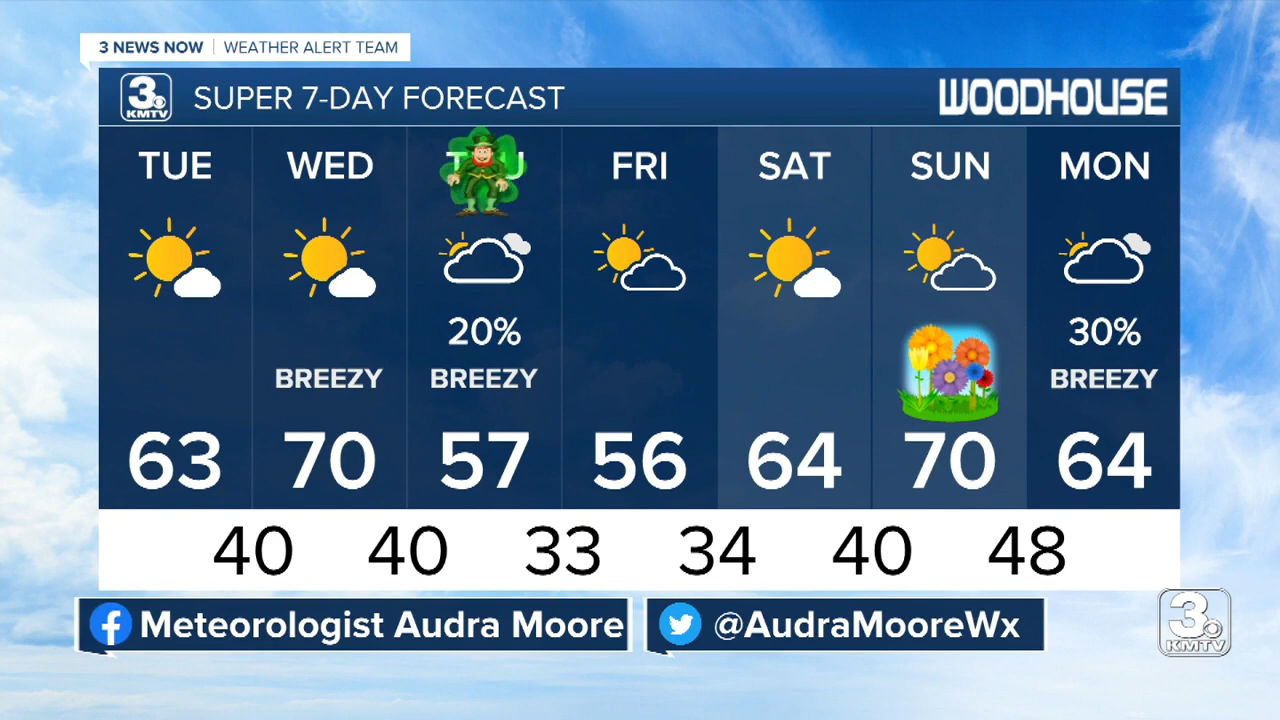 3 NEWS NOW | WEATHER ALERT TEAM
3 KMTV SUPER 7-DAY FORECAST WOODHOUSE
TUE WED THU FRI SAT SUN MON
20% 30%
BREEZY BREEZY BREEZY
63 70 57 56 64 70 64
40 40 33 34 40 48
Meteorologist Audra Moore @AudraMooreWx
3 KMTV